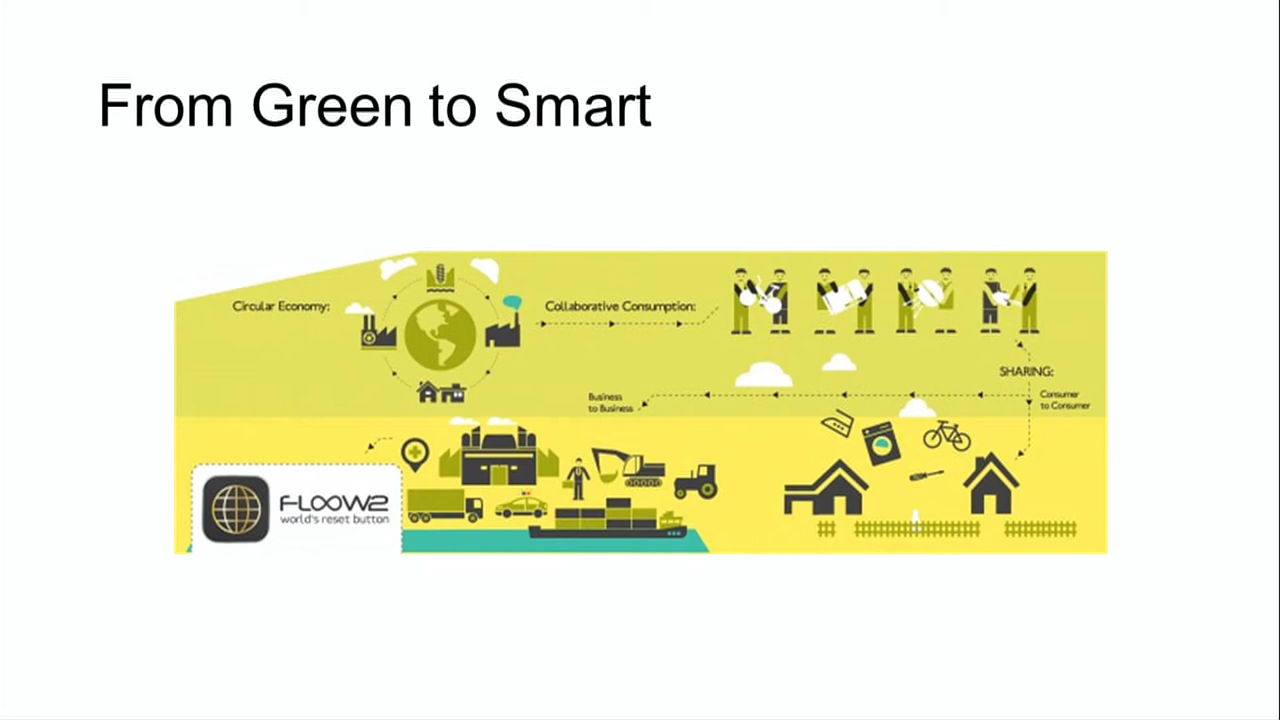 From Green to Smart
Circular Economy:
Collaborative Consumption:
SHARING:
Business
to Business
Consumer
to Consumer
FLOOW2
world's reset button